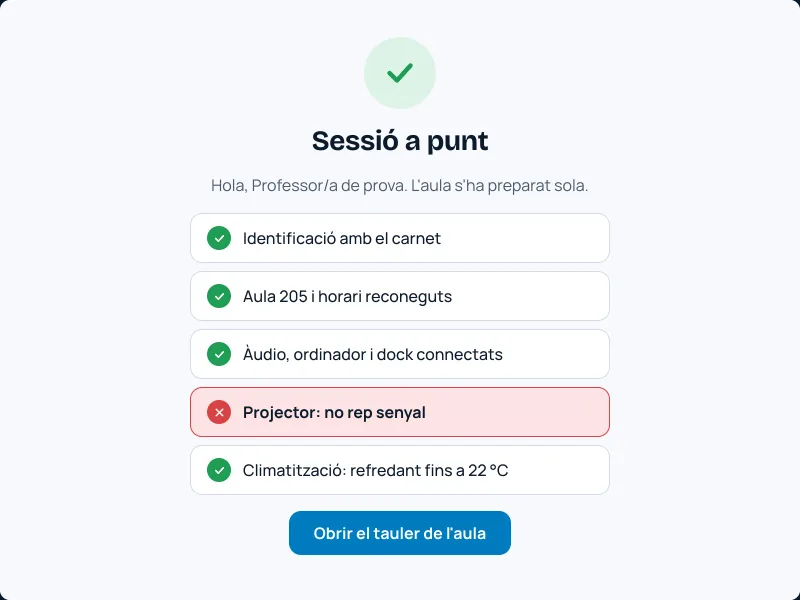 Sessió a punt
Hola, Professor/a de prova. L'aula s'ha preparat sola.
Identificació amb el carnet
Aula 205 i horari reconeguts
Àudio, ordinador i dock connectats
Projector: no rep senyal
Climatització: refredant fins a 22 °C
Obrir el tauler de l'aula